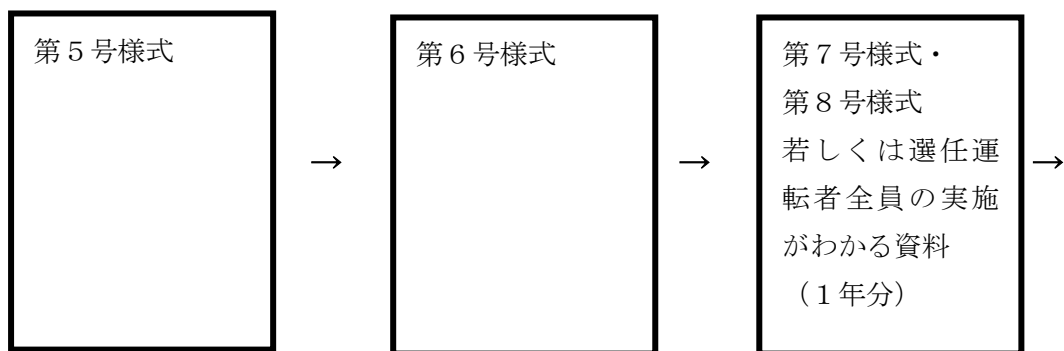 第５号様式
→
第６号様式
→
第７号様式・
第８号様式
若しくは選任運
転者全員の実施
がわかる資料
（１年分）
→